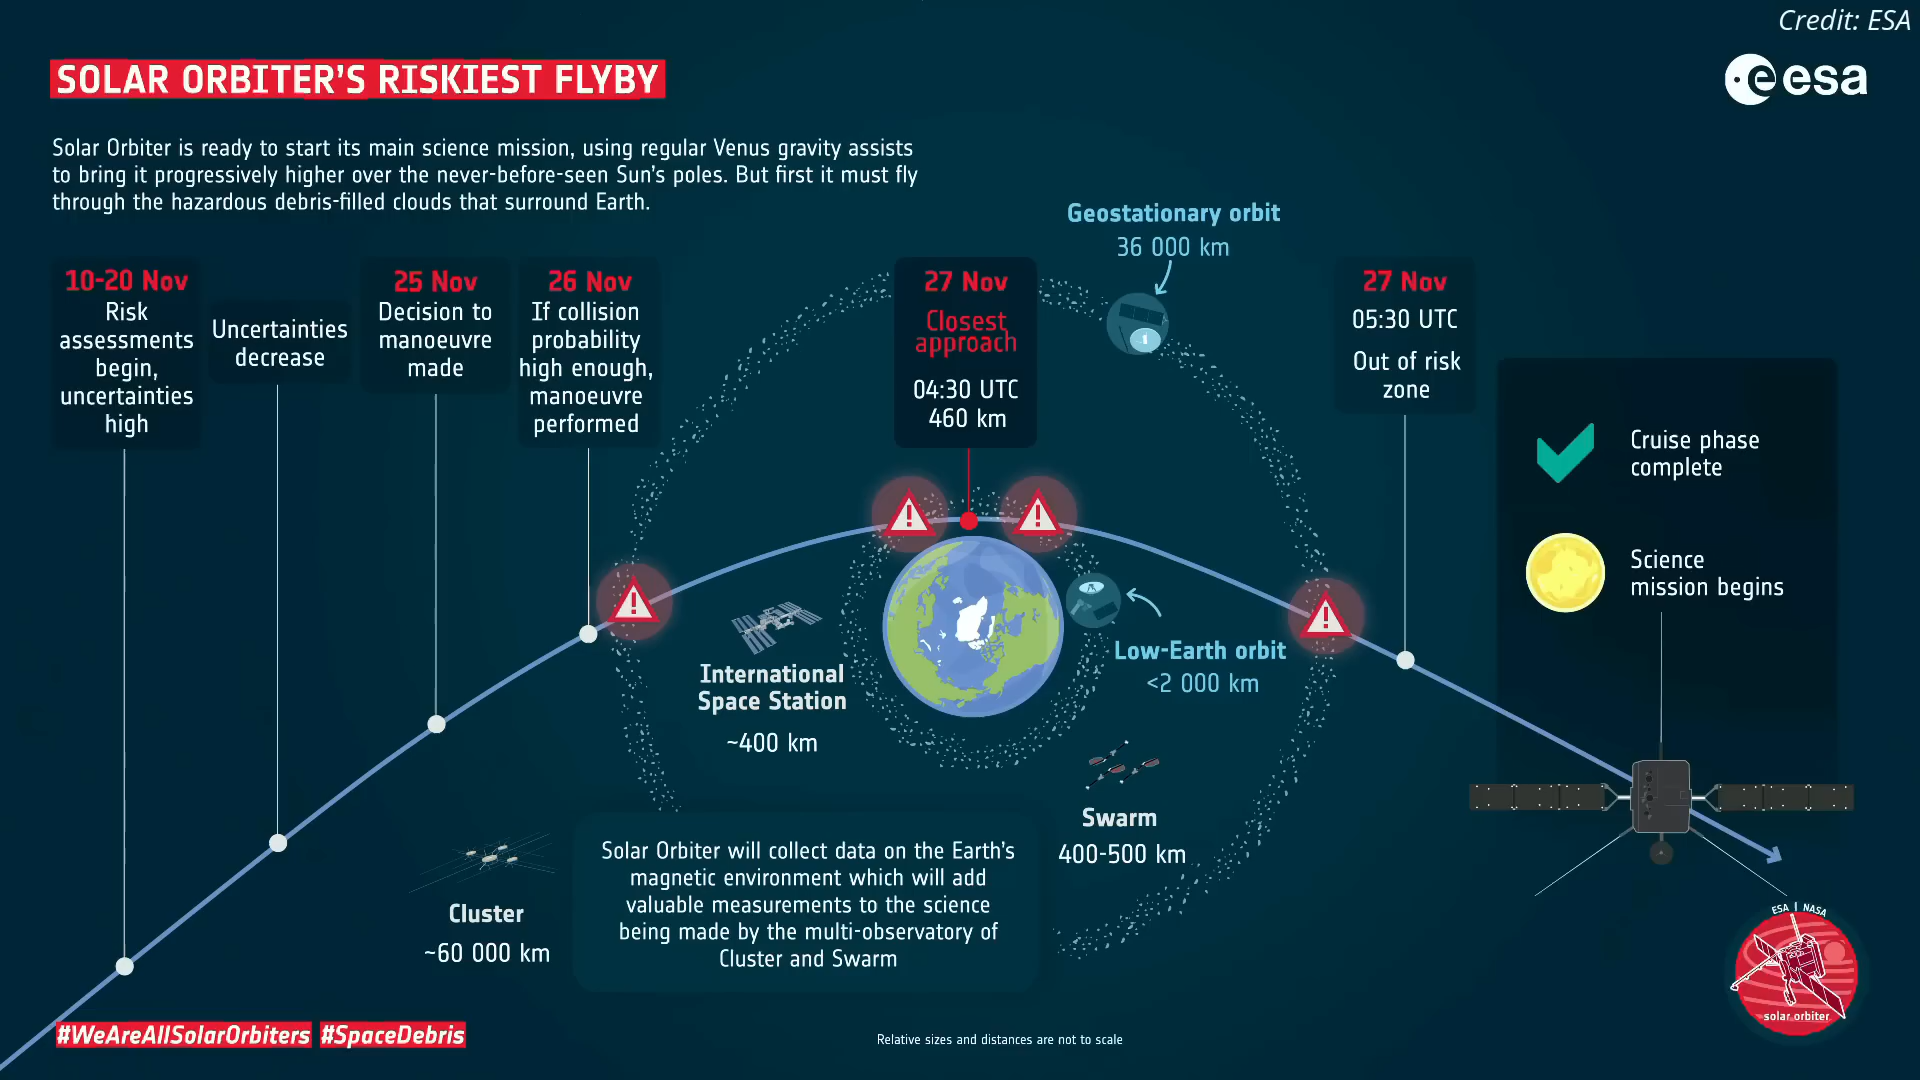 Credit: ESA
esa
SOLAR ORBITER'S RISKIEST FLYBY
Solar Orbiter is ready to start its main science mission, using regular Venus gravity assists
to bring it progressively higher over the never-before-seen Sun's poles. But first it must fly
through the hazardous debris-filled clouds that surround Earth.
10-20 Nov
Risk
assessments
begin,
uncertainties
high
Uncertainties
decrease
25 Nov
Decision to
manoeuvre
made
26 Nov
If collision
probability
high enough,
manoeuvre
performed
27 Nov
Closest
approach
04:30 UTC
460 km
Geostationary orbit
36 000 km
27 Nov
05:30 UTC
Out of risk
zone
Cruise phase
complete
Science
mission begins
International
Space Station
~400 km
Low-Earth orbit
<2 000 km
Swarm
400-500 km
Cluster
~60 000 km
Solar Orbiter will collect data on the Earth's
magnetic environment which will add
valuable measurements to the science
being made by the multi-observatory of
Cluster and Swarm
ESA | NASA
solar orbiter
#WeAreAllSolarOrbiters #SpaceDebris
Relative sizes and distances are not to scale